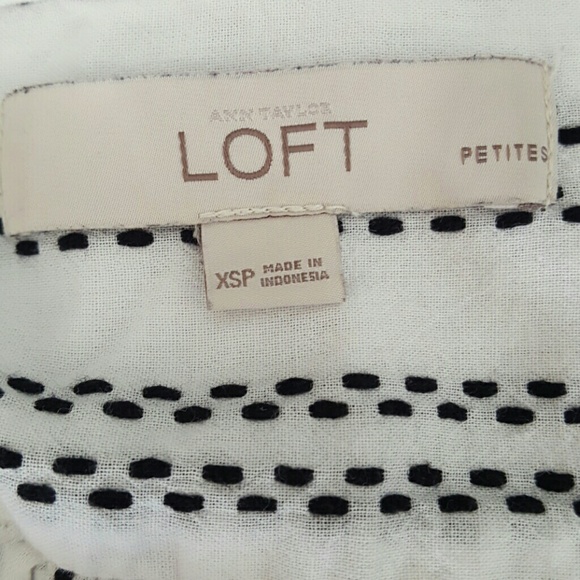 ANN TAYLOR
LOFT
PETITES
XSP
MADE IN
INDONESIA